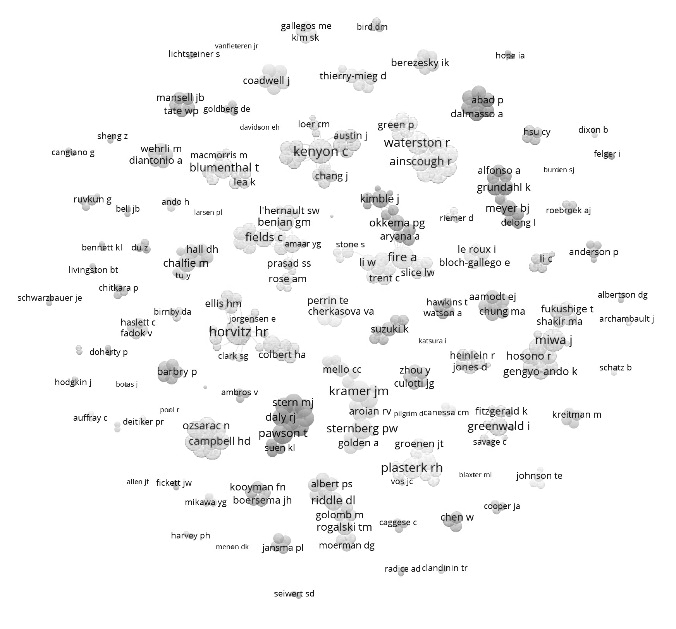 gallegos me
bird dm
kim sk
vanfleteren jr
lichtsteiner s
hope ia
berezesky ik
thierry-mieg d
coadwell j
mansell jb
tate wp
goldberg de
abad p
dalmasso a
davidson eh
loer cm
green p
austin j
hsu cy
dixon b
sheng z
cangiano g
wehrli m
diantonio a
macmorris m
blumenthal t
lea k
kenyon c
chang j
waterston r
ainscough r
felger i
alfonso a
grundahl k
burden sj
ruvkun g
bell jb
ando h
larsen pl
kimble j
l'hernault sw
benian gm
okkema pg
aryana a
riemer d
meyer bj
delong l
roebroek aj
bennett kl
du z
hall dh
chalfie m
tu y
fields c
amaar yg
stone s
prasad ss
rose am
li w
fire a
trent c
slice lw
le roux i
bloch-gallego e
li c
anderson p
livingston bt
chitkara p
schwarzbauer je
birnby da
ellis hm
jorgensen e
horvitz hr
clark sg
colbert ha
perrin te
cherkasova va
suzuki k
hawkins t
watson a
aamodt ej
chung ma
fukushige t
shakir ma
albertson dg
archambault j
haslett c
fadok v
doherty p
katsura i
miwa j
hosono r
gengyo-ando k
heinlein r
jones d
schatz b
hodgkin j
botas j
barbry p
mello cc
zhou y
culotti jg
kramer jm
ambros v
pool r
auffray c
deitiker pr
ozsarac n
campbell hd
stern mj
daly rj
pawson t
suen kl
aroian rv
pilgrim d
canessa cm
sternberg pw
golden a
groenen jt
fitzgerald k
greenwald i
savage c
kreitman m
plasterk rh
vos jc
blaxter ml
johnson te
allen jf
fickett jw
mikawa yg
kooyman fn
boersema jh
albert ps
riddle dl
golomb m
rogalski tm
moerman dg
caggese c
chen w
cooper ja
harvey ph
menon dk
jansma pl
rad ce ad
clandinin tr
seiwert sd